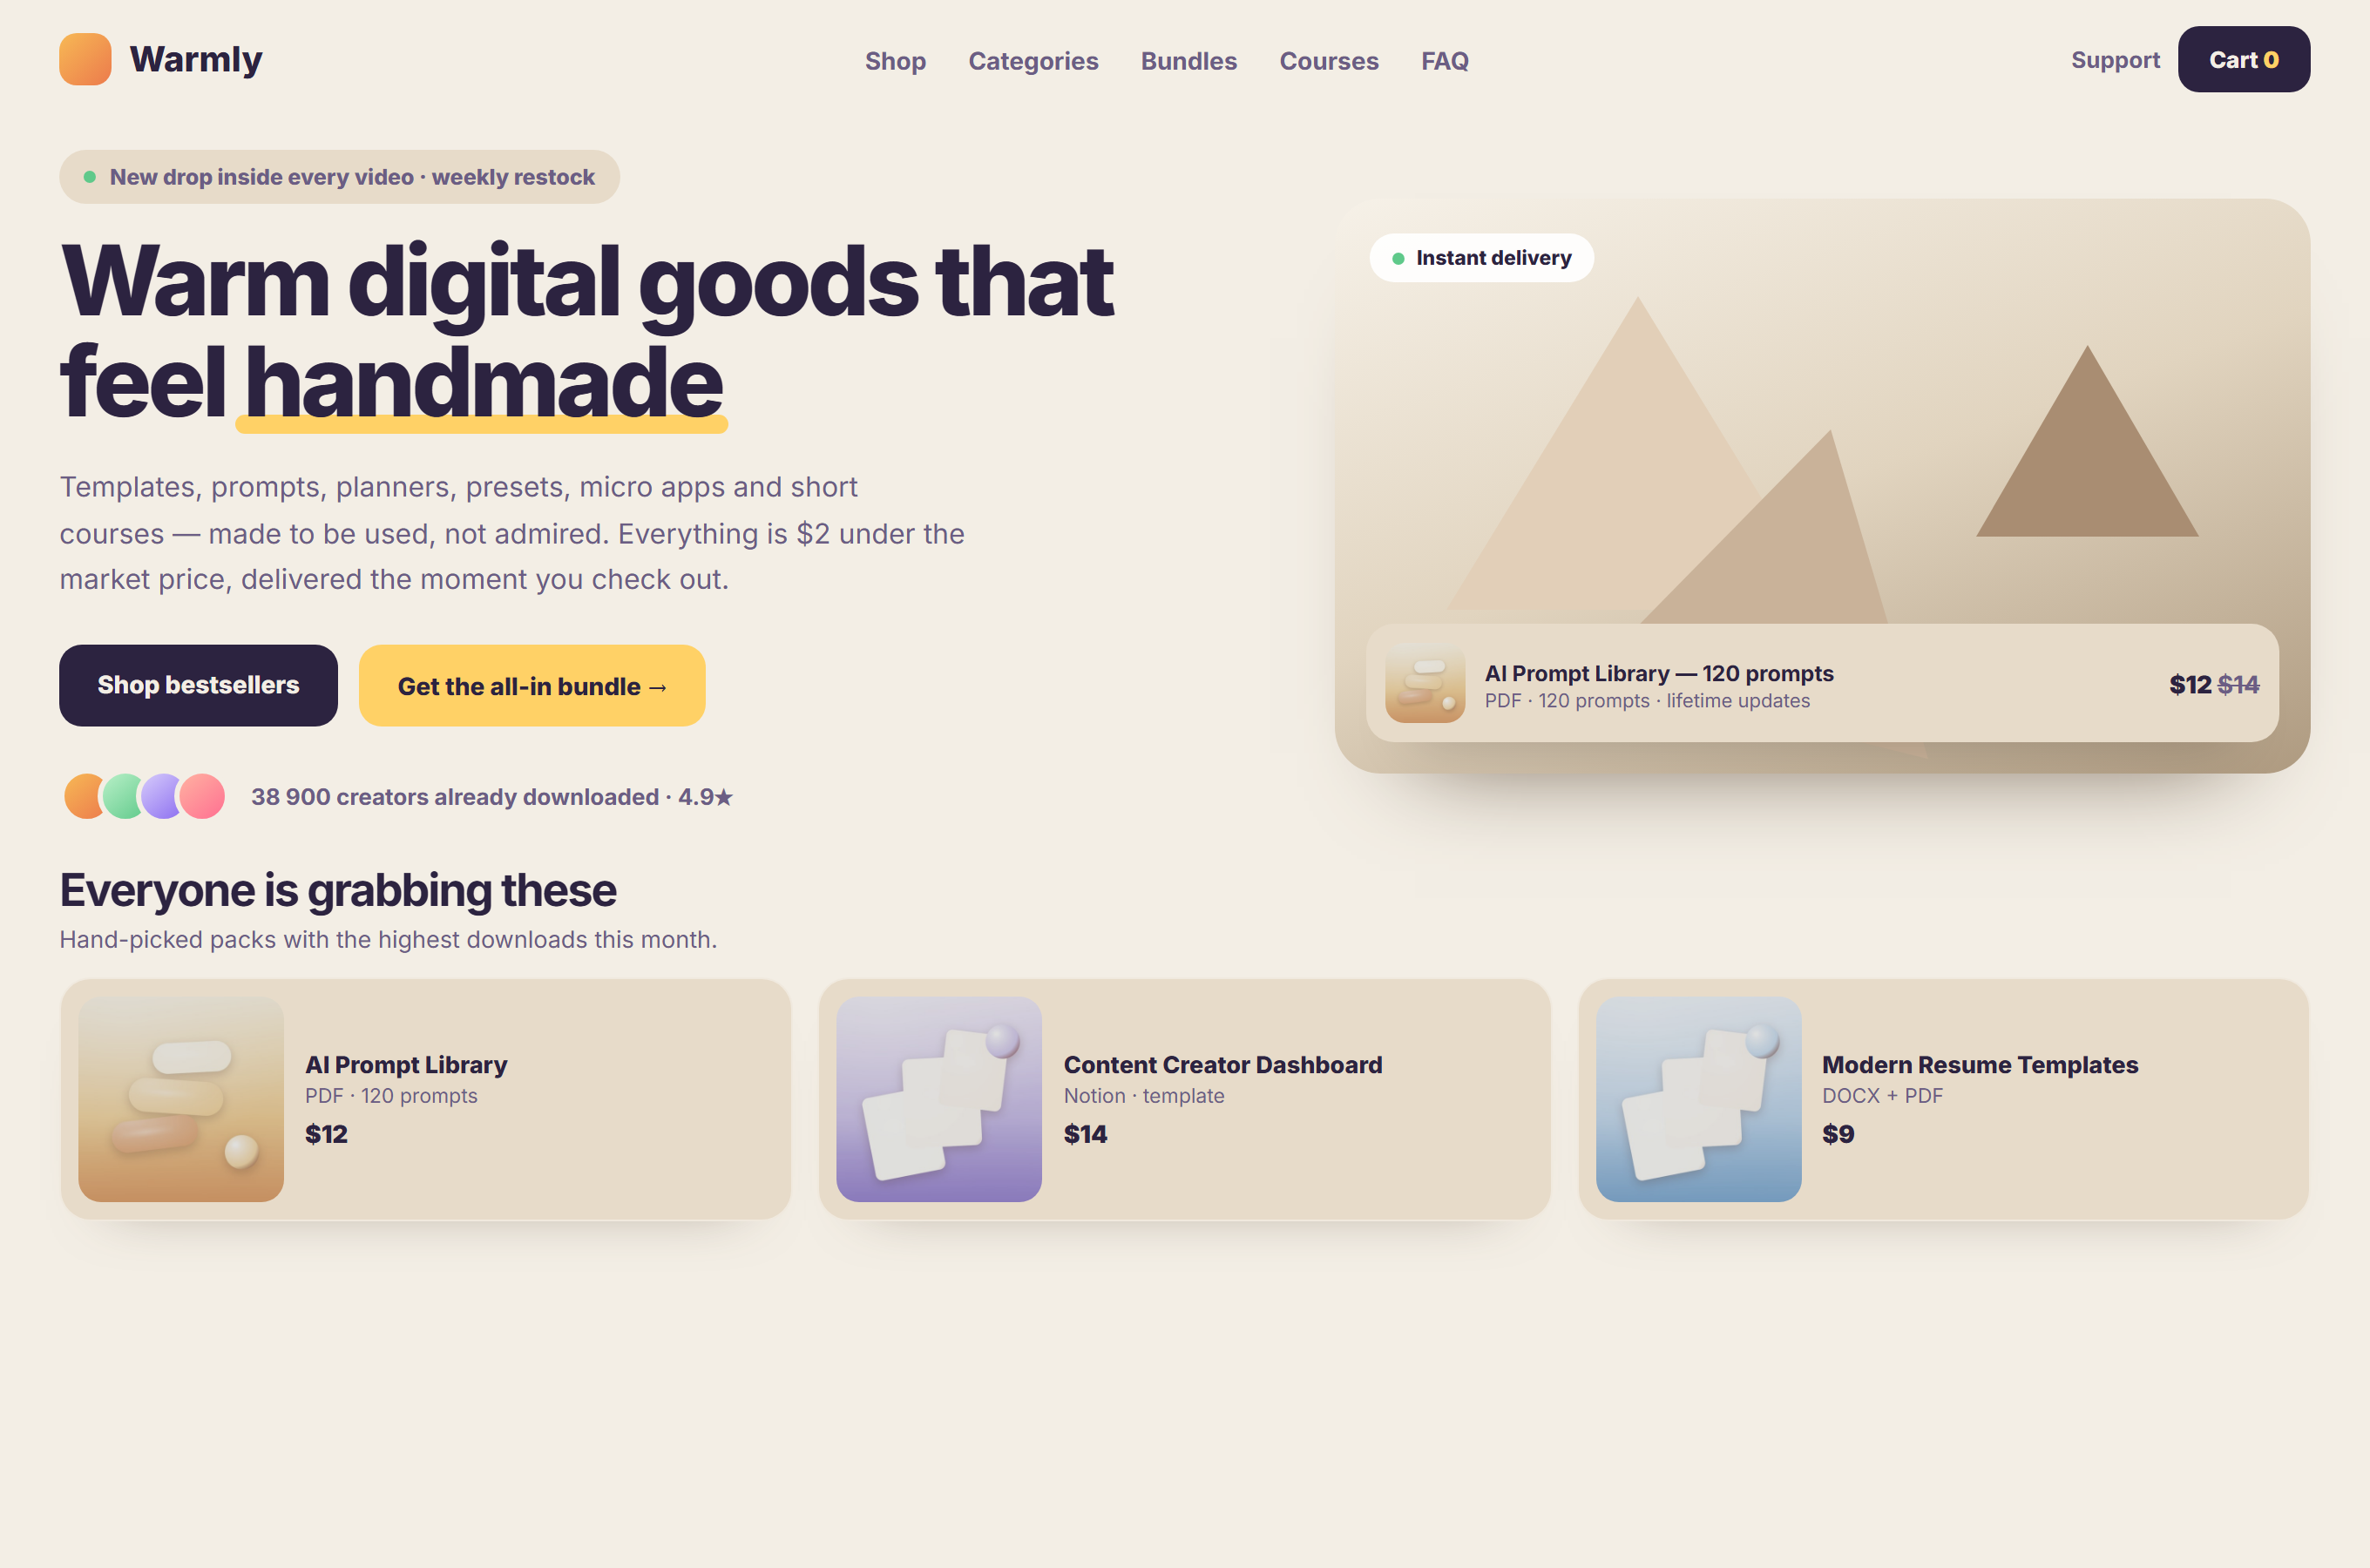 Warmly
Shop
Categories
Bundles
Courses
FAQ
Support
Cart 0
New drop inside every video · weekly restock
Warm digital goods that
feel handmade
Templates, prompts, planners, presets, micro apps and short
courses — made to be used, not admired. Everything is $2 under the
market price, delivered the moment you check out.
Shop bestsellers
Get the all-in bundle →
38 900 creators already downloaded · 4.9★
Instant delivery
AI Prompt Library — 120 prompts
PDF · 120 prompts · lifetime updates
$12 $14
Everyone is grabbing these
Hand-picked packs with the highest downloads this month.
AI Prompt Library
PDF · 120 prompts
$12
Content Creator Dashboard
Notion · template
$14
Modern Resume Templates
DOCX + PDF
$9